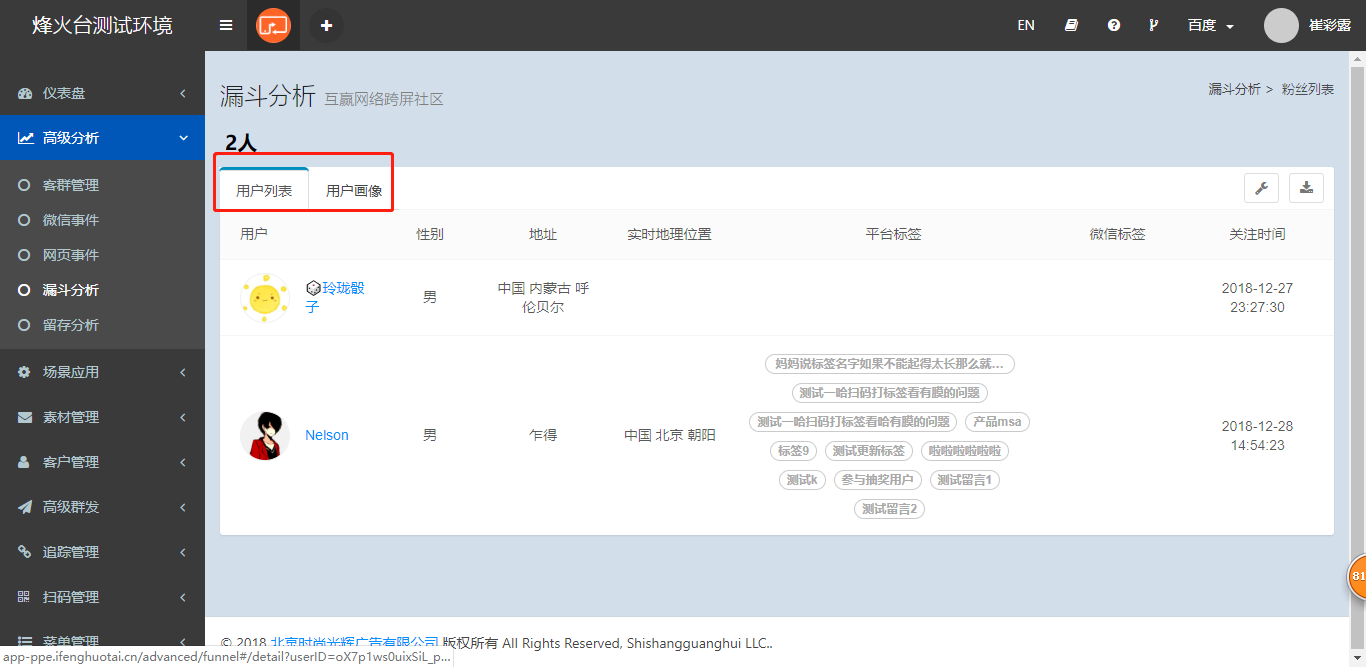 烽火台测试环境
EN
百度
崔彩露
仪表盘
高级分析
客群管理
微信事件
网页事件
漏斗分析
留存分析
场景应用
素材管理
客户管理
高级群发
追踪管理
扫码管理
菜单管理
漏斗分析 互赢网络跨屏社区
漏斗分析 > 粉丝列表
2人
用户列表 用户画像
用户 性别 地址 实时地理位置 平台标签 微信标签 关注时间
玲珑骰
子
男
中国 内蒙古 呼
伦贝尔
2018-12-27
23:27:30
Nelson
男
乍得
中国 北京 朝阳
妈妈说标签名字如果不能起得太长那么就...
测试一哈扫码打标签看有膜的问题
测试一哈扫码打标签看哈有膜的问题 产品msa
标签9 测试更新标签 啦啦啦啦啦啦
测试k 参与抽奖用户 测试留言1
测试留言2
2018-12-28
14:54:23
81
© 2018 北京时尚光辉广告有限公司 版权所有 All Rights Reserved, Shishangguanghui LLC..
app-ppe.ifenghuotai.cn/advanced/funnel#/detail?userID=oX7p1ws0uixSiL_p...